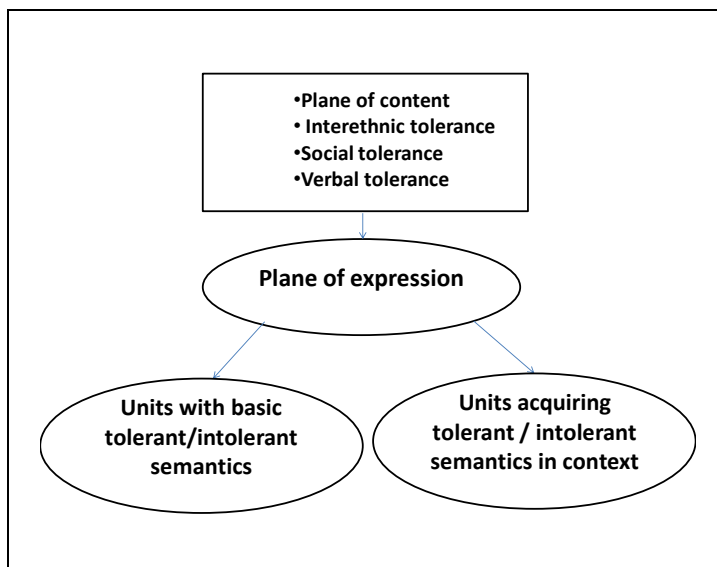 •Plane of content
• Interethnic tolerance
•Social tolerance
•Verbal tolerance
Plane of expression
Units with basic
tolerant/intolerant
semantics
Units acquiring
tolerant / intolerant
semantics in context